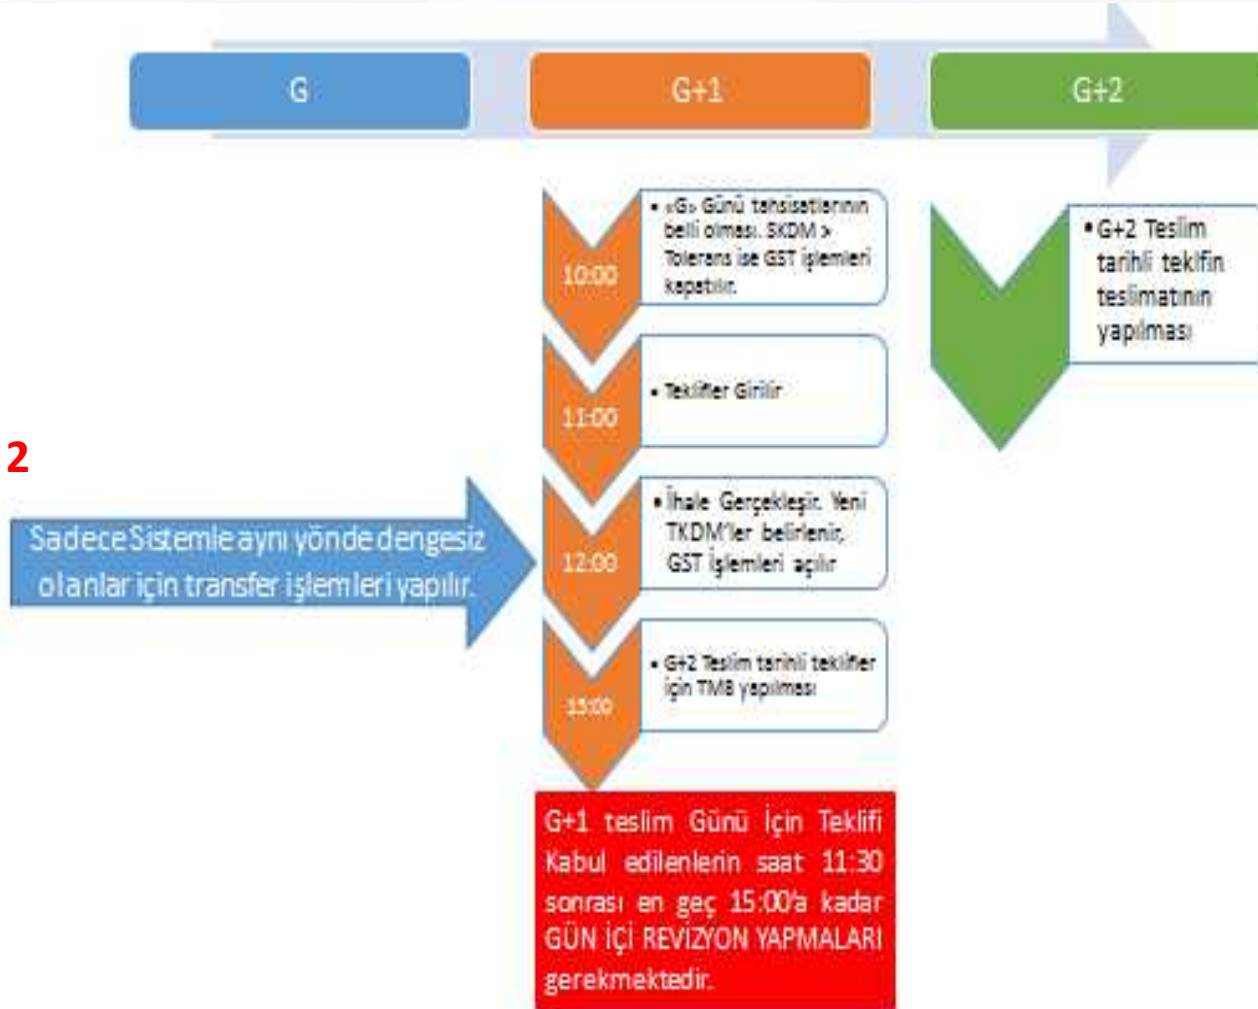 G
G+1
G+2
10:00
• «G» Günü tahsisatlarının
belli olması. SKDM >
Tolerans ise GST işlemleri
kapatılır.
11:00
• Teklifler Girilir
12:00
• İhale Gerçekleşir. Yeni
TKDM'ler belirlenir,
GST İşlemleri açılır
15:00
• G+2 Teslim tarihli teklifler
için TMB yapılması
• G+2 Teslim
tarihli teklfin
teslimatının
yapılması
2
Sadece Sistemle aynı yönde dengesiz
olanlar için transfer işlemleri yapılır.
G+1 teslim Günü İçin Teklifi
Kabul edilenlerin saat 11:30
sonrası en geç 15:00'a kadar
GÜN İÇİ REVİZYON YAPMALARI
gerekmektedir.